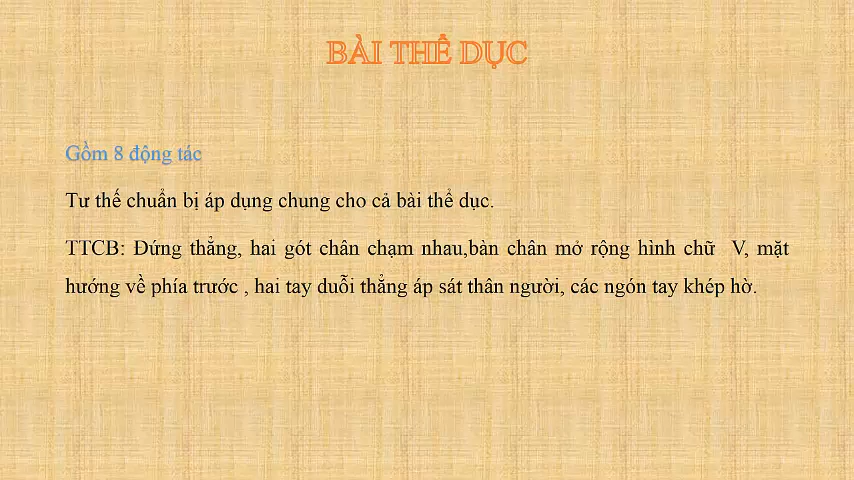 BÀI THỂ DỤC
Gồm 8 động tác
Tư thế chuẩn bị áp dụng chung cho cả bài thể dục.
TTCB: Đứng thẳng, hai gót chân chạm nhau,bàn chân mở rộng hình chữ  V, mặt
hướng về phía trước , hai tay duỗi thẳng áp sát thân người, các ngón tay khép hờ.